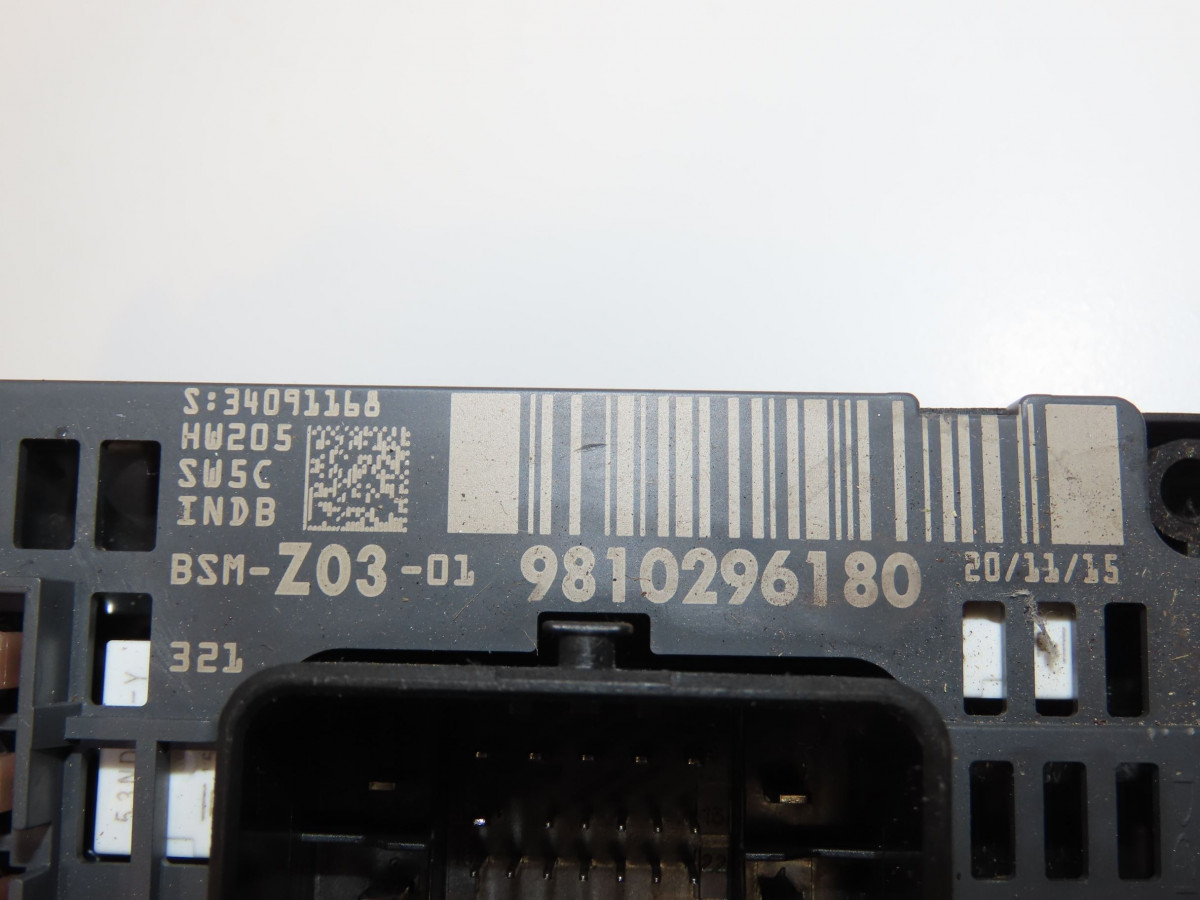 S:34091168
HW205
SW5C
INDB
BSM-Z03-01 9810296180 20/11/15
321